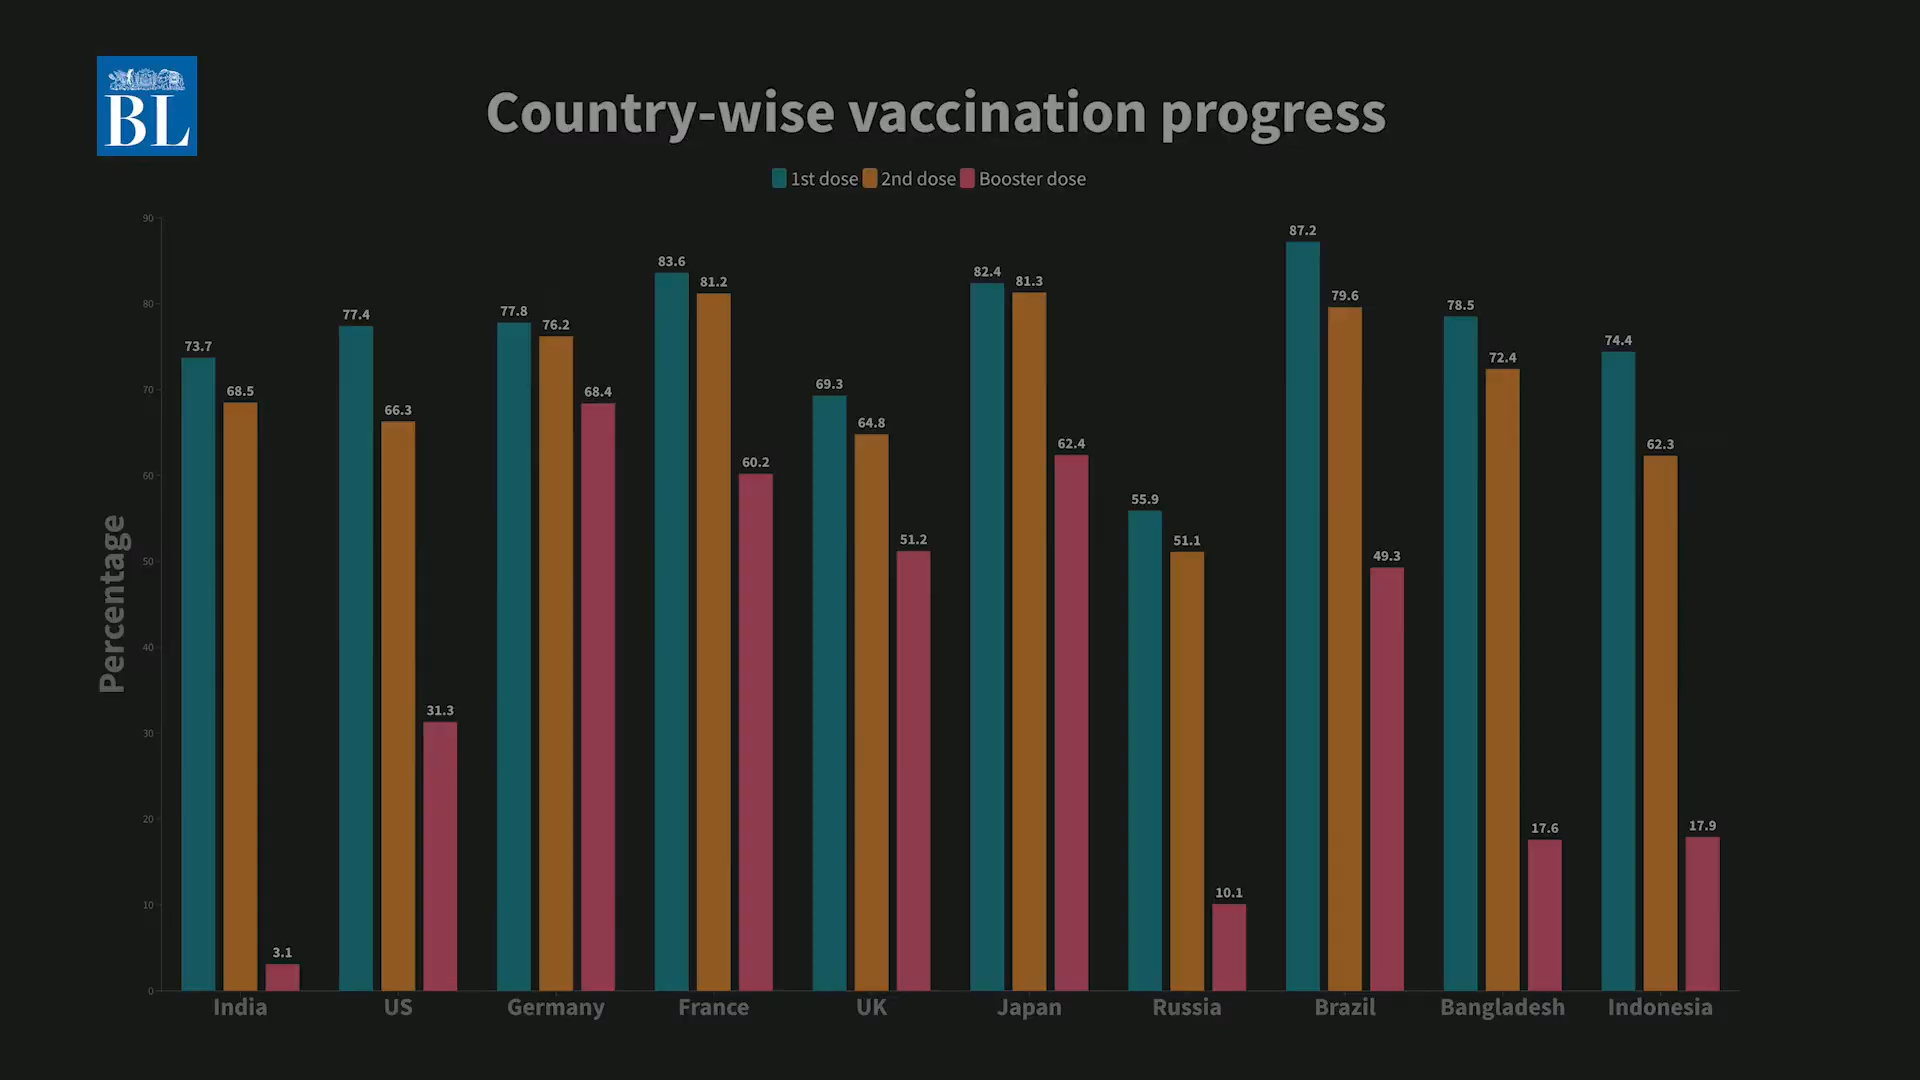 BL
Country-wise vaccination progress
1st dose 2nd dose Booster dose
Percentage
90
80
70
60
50
40
30
20
10
0
73.7 68.5 3.1
77.4 66.3 31.3
77.8 76.2 68.4
83.6 81.2 60.2
69.3 64.8 51.2
82.4 81.3 62.4
55.9 51.1 10.1
87.2 79.6 49.3
78.5 72.4 17.6
74.4 62.3 17.9
India US Germany France UK Japan Russia Brazil Bangladesh Indonesia